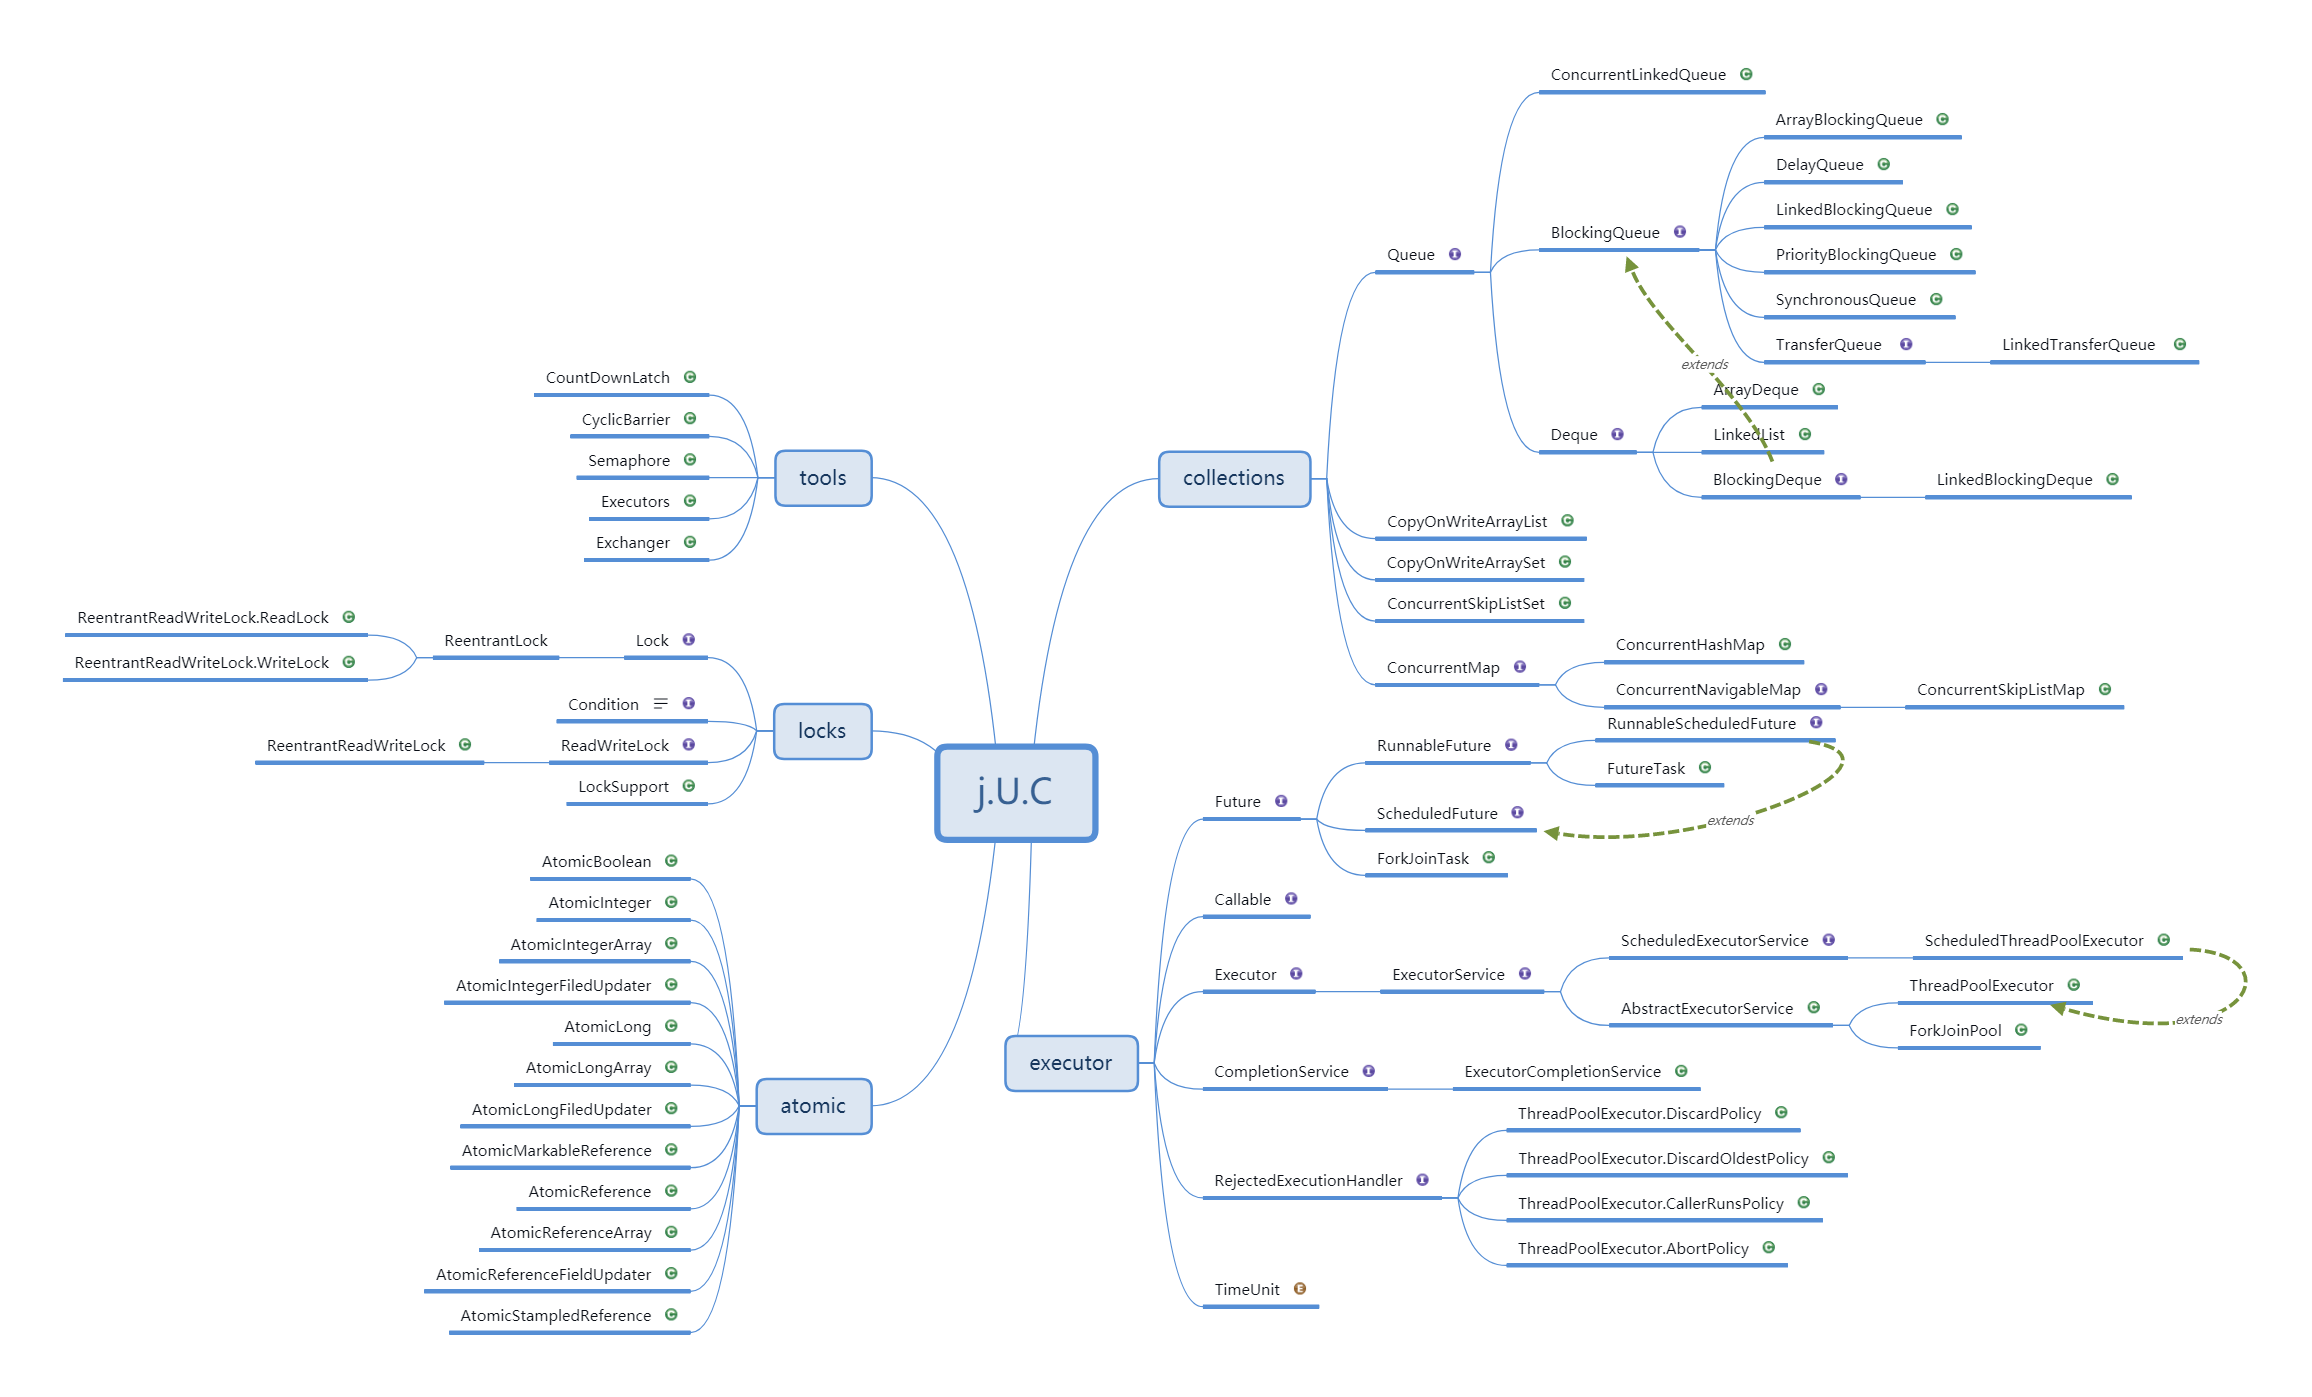 j.U.C
tools
CountDownLatch
CyclicBarrier
Semaphore
Executors
Exchanger
locks
Lock
ReentrantLock
ReentrantReadWriteLock.ReadLock
ReentrantReadWriteLock.WriteLock
Condition
ReadWriteLock
ReentrantReadWriteLock
LockSupport
atomic
AtomicBoolean
AtomicInteger
AtomicIntegerArray
AtomicIntegerFiledUpdater
AtomicLong
AtomicLongArray
AtomicLongFiledUpdater
AtomicMarkableReference
AtomicReference
AtomicReferenceArray
AtomicReferenceFieldUpdater
AtomicStampledReference
collections
Queue
ConcurrentLinkedQueue
BlockingQueue
ArrayBlockingQueue
DelayQueue
LinkedBlockingQueue
PriorityBlockingQueue
SynchronousQueue
TransferQueue
LinkedTransferQueue
extends
Deque
ArrayDeque
LinkedList
BlockingDeque
LinkedBlockingDeque
CopyOnWriteArrayList
CopyOnWriteArraySet
ConcurrentSkipListSet
ConcurrentMap
ConcurrentHashMap
ConcurrentNavigableMap
ConcurrentSkipListMap
executor
Future
RunnableFuture
RunnableScheduledFuture
FutureTask
ScheduledFuture
extends
ForkJoinTask
Callable
Executor
ExecutorService
ScheduledExecutorService
ScheduledThreadPoolExecutor
AbstractExecutorService
ThreadPoolExecutor
extends
ForkJoinPool
CompletionService
ExecutorCompletionService
RejectedExecutionHandler
ThreadPoolExecutor.DiscardPolicy
ThreadPoolExecutor.DiscardOldestPolicy
ThreadPoolExecutor.CallerRunsPolicy
ThreadPoolExecutor.AbortPolicy
TimeUnit